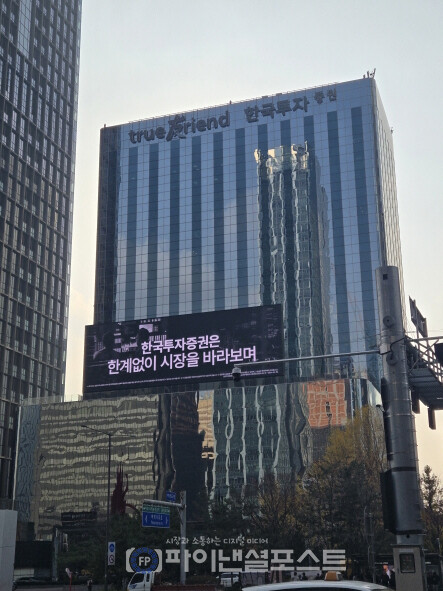 true friend 한국투자 증권
한국투자증권은
한계없이 시장을 바라보며
시장과 소통하는 디지털 미디어
FP 파이낸셜포스트